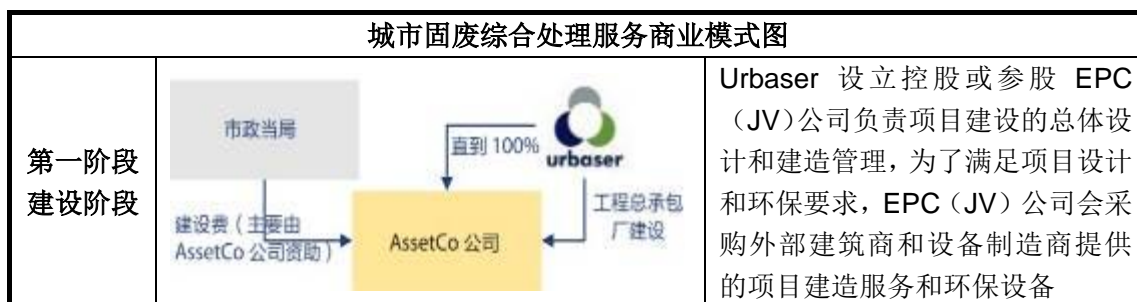 城市固废综合处理服务商业模式图
第一阶段
建设阶段
市政当局
直到 100%
urbaser
工程总承包
厂建设
建设费（主要由
AssetCo 公司资助）
AssetCo 公司
Urbaser 设立控股或参股 EPC
（JV）公司负责项目建设的总体设
计和建造管理，为了满足项目设计
和环保要求，EPC（JV）公司会采
购外部建筑商和设备制造商提供
的项目建造服务和环保设备